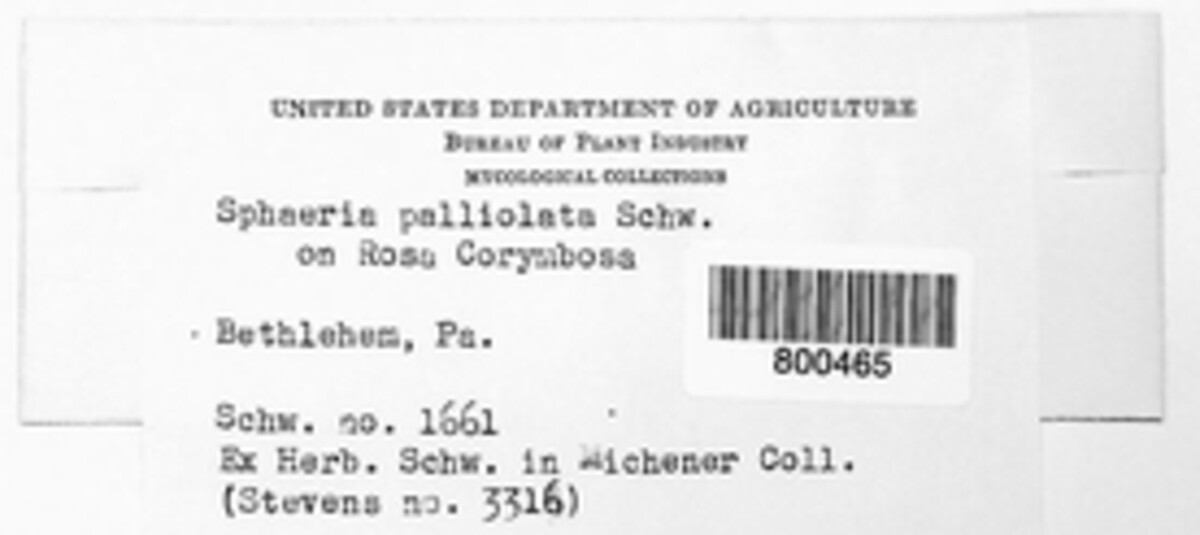 UNITED STATES DEPARTMENT OF AGRICULTURE
BUREAU OF PLANT INDUSTRY
MYCOLOGICAL COLLECTIONS
Sphaeria palliolata Schw.
on Rosa Corymbosa
Bethlehem, Pa.
800465
Schw. no. 1661
Ex Herb. Schw. in Michener Coll.
(Stevens no. 3316)